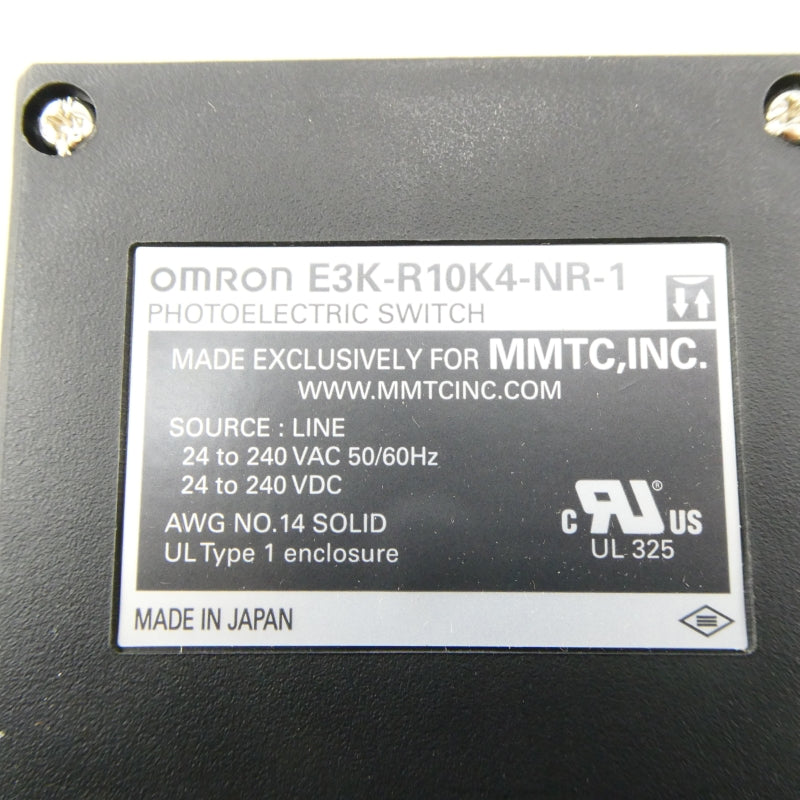 OMRON E3K-R10K4-NR-1
PHOTOELECTRIC SWITCH
MADE EXCLUSIVELY FOR MMTC,INC.
WWW.MMTCINC.COM
SOURCE : LINE
24 to 240 VAC 50/60Hz
24 to 240 VDC
AWG NO.14 SOLID
UL Type 1 enclosure
C RU® US
UL 325
MADE IN JAPAN